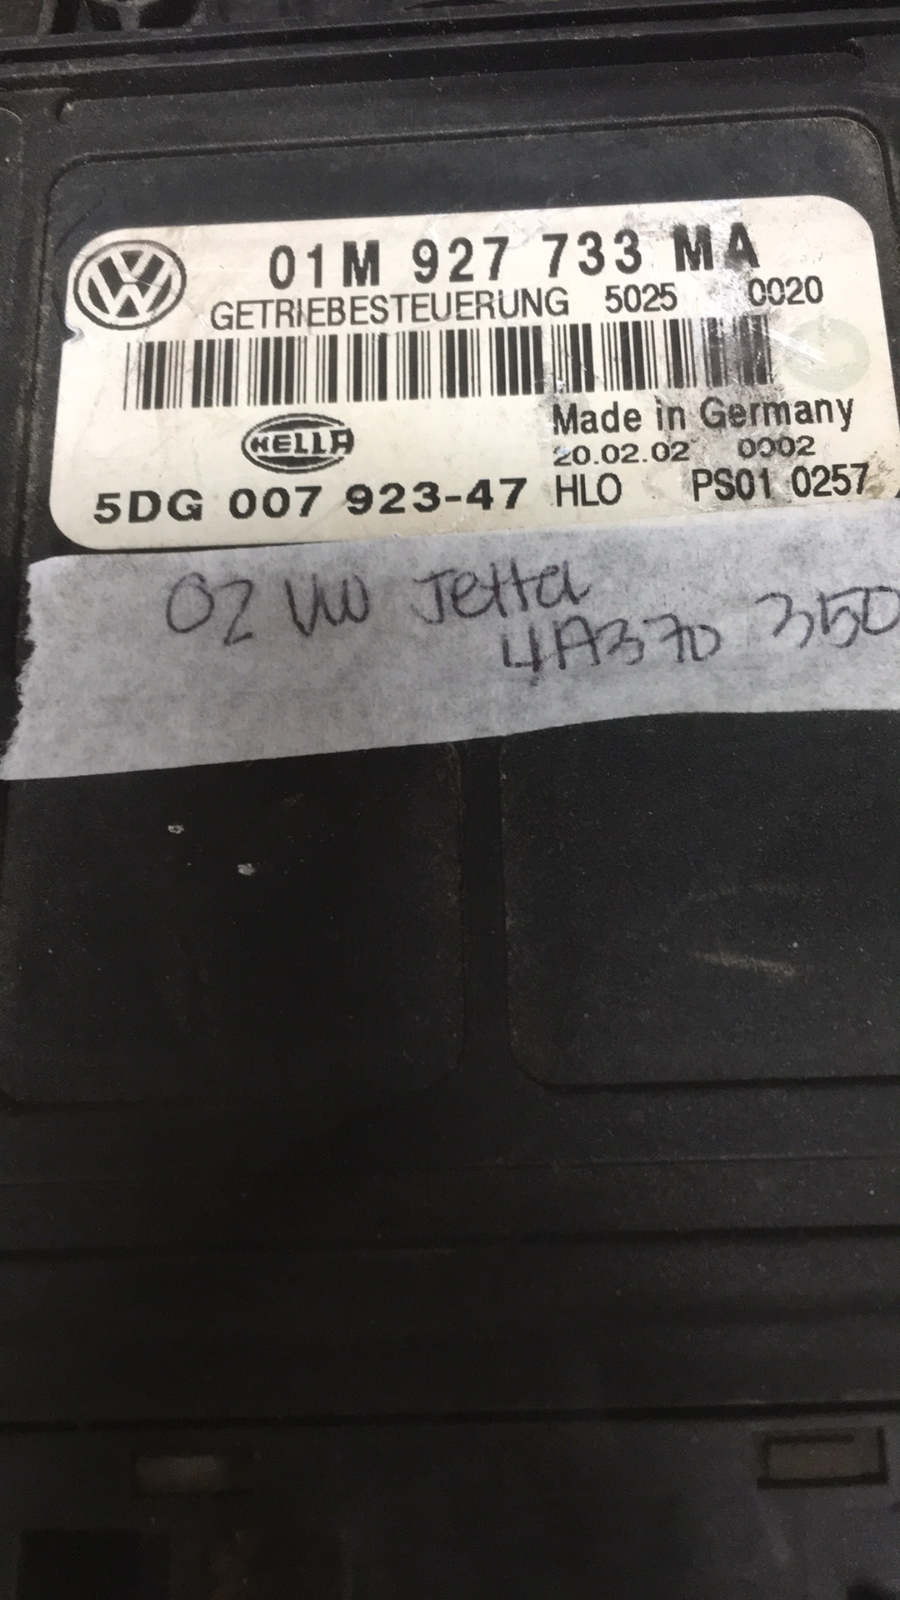 01M 927 733 MA
GETRIEBESTEUERUNG 5025 0020
HELLA
Made in Germany
20.02.02 0002
5DG 007 923-47 HLO PS01 0257
02 VW Jetta
4A370 350